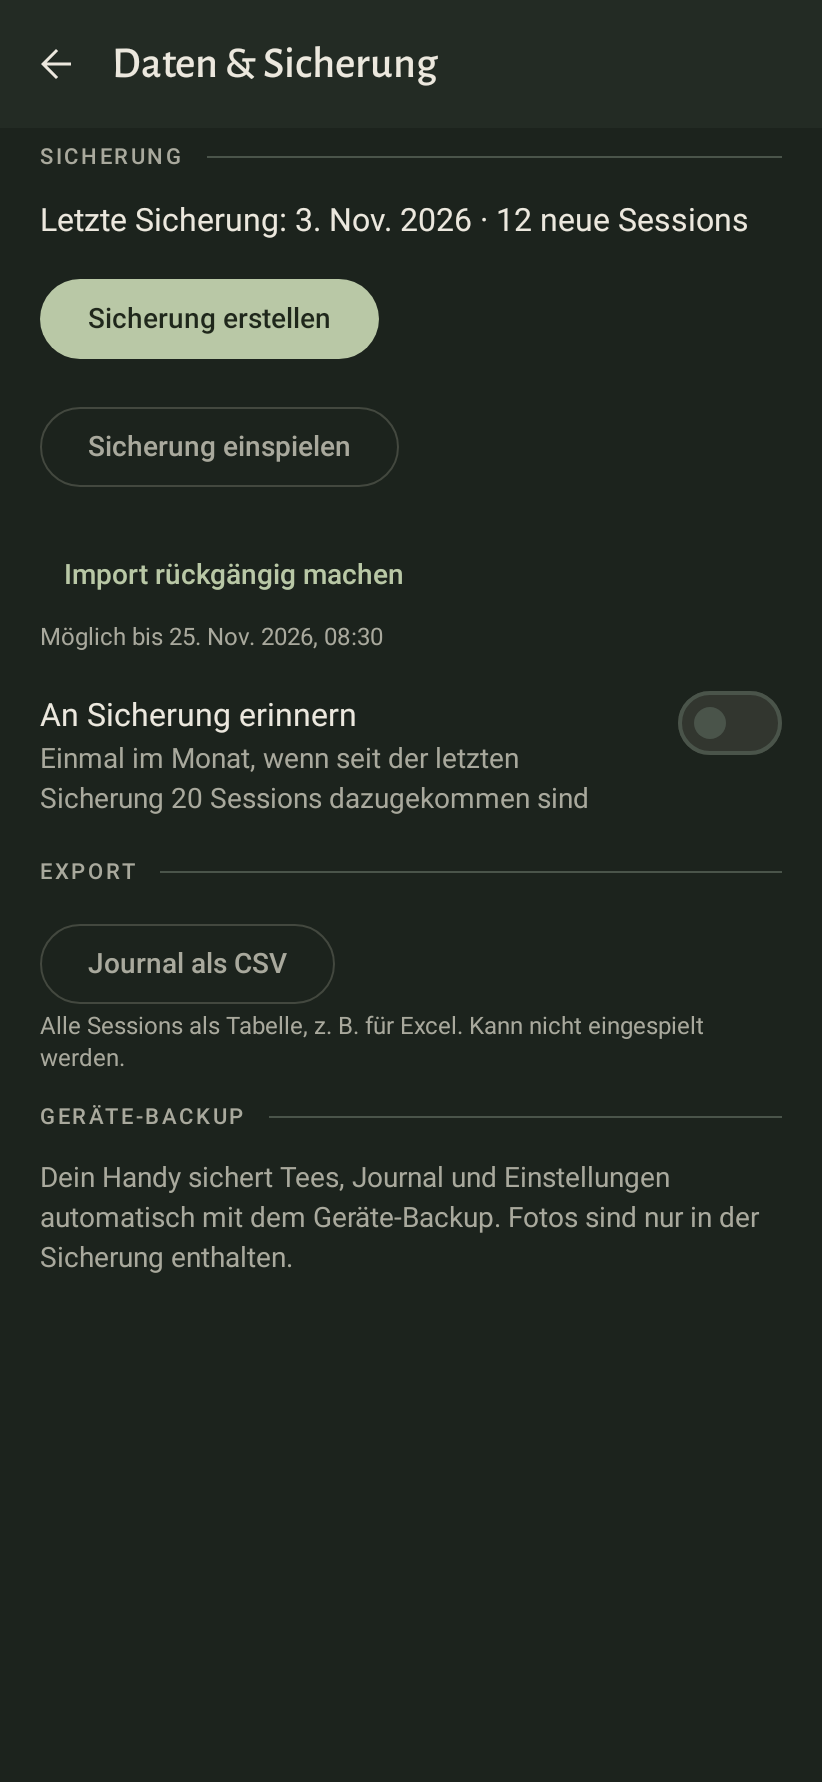 Daten & Sicherung
SICHERUNG
Letzte Sicherung: 3. Nov. 2026 · 12 neue Sessions
Sicherung erstellen
Sicherung einspielen
Import rückgängig machen
Möglich bis 25. Nov. 2026, 08:30
An Sicherung erinnern
Einmal im Monat, wenn seit der letzten
Sicherung 20 Sessions dazugekommen sind
EXPORT
Journal als CSV
Alle Sessions als Tabelle, z. B. für Excel. Kann nicht eingespielt
werden.
GERÄTE-BACKUP
Dein Handy sichert Tees, Journal und Einstellungen
automatisch mit dem Geräte-Backup. Fotos sind nur in der
Sicherung enthalten.